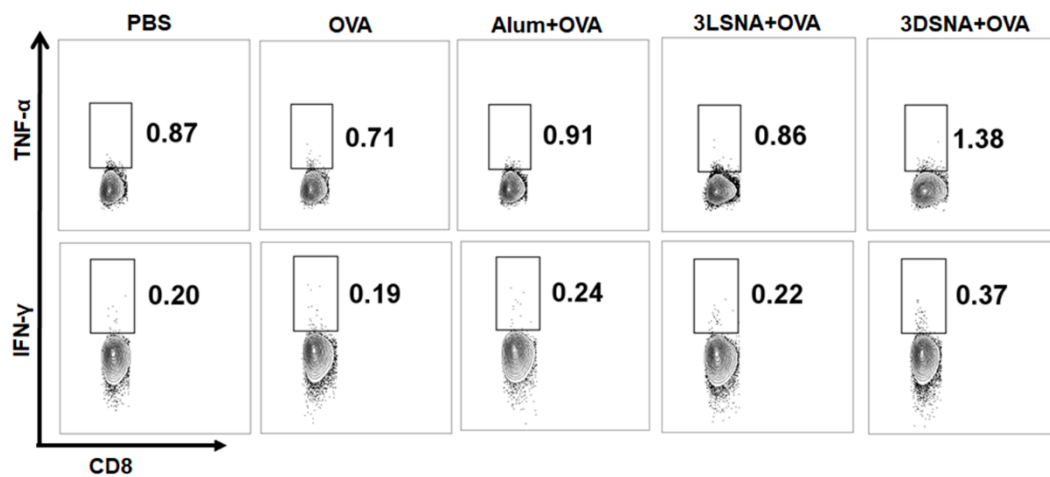 PBS OVA Alum+OVA 3LSNA+OVA 3DSNA+OVA
TNF-α
0.87 0.71 0.91 0.86 1.38
IFN-γ
0.20 0.19 0.24 0.22 0.37
CD8